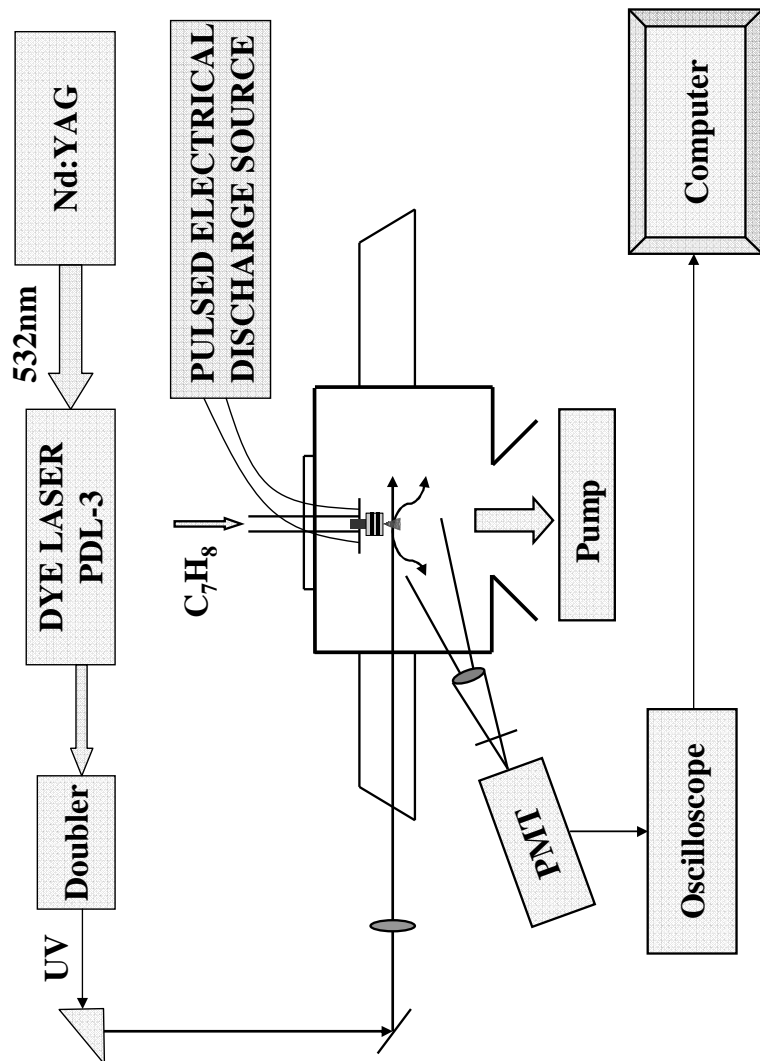 Nd:YAG
532nm
DYE LASER
PDL-3
Doubler
UV
PULSED ELECTRICAL
DISCHARGE SOURCE
C₇H₈
Pump
PMT
Oscilloscope
Computer